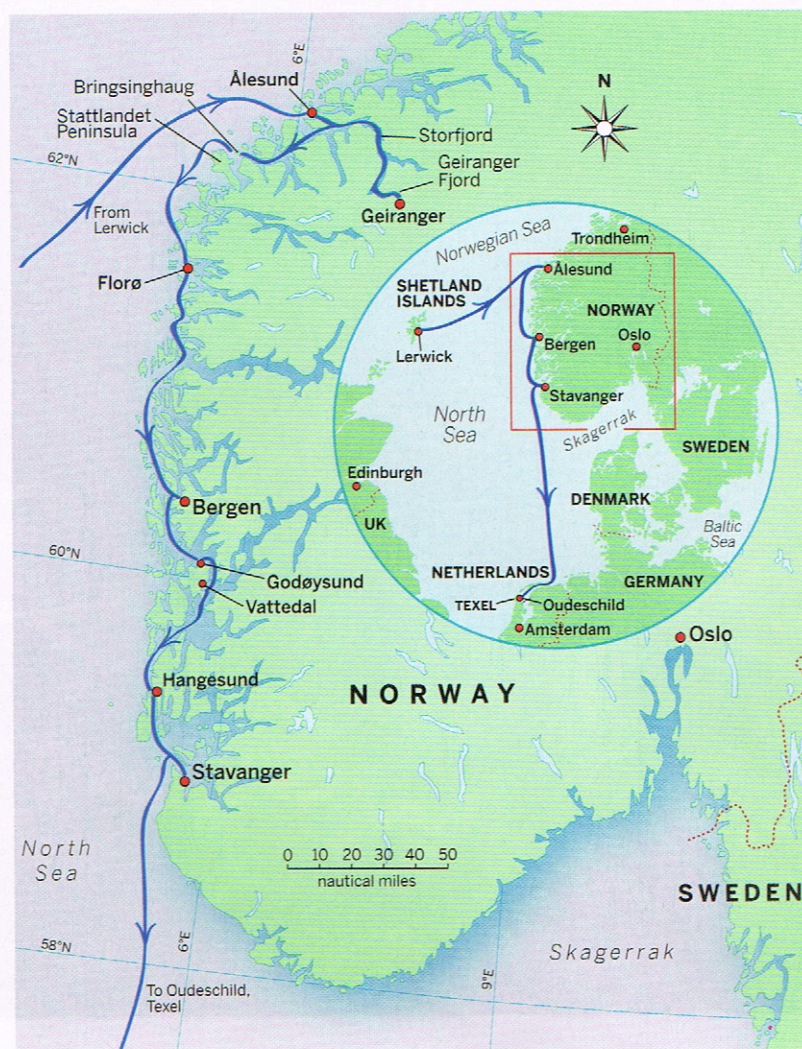 6°E
Ålesund
Bringsinghaug
Stattlandet
Peninsula
Storfjord
N
62°N
Geiranger
Fjord
From
Lerwick
Geiranger
Florø
Norwegian Sea
Trondheim
Ålesund
SHETLAND
ISLANDS
NORWAY
Lerwick
Bergen
Oslo
Stavanger
North
Sea
Skagerrak
SWEDEN
Edinburgh
DENMARK
UK
Baltic
Sea
NETHERLANDS
GERMANY
TEXEL
Oudeschild
Amsterdam
Bergen
60°N
Godøysund
Vattedal
Oslo
Hangesund
NORWAY
Stavanger
North
Sea
0 10 20 30 40 50
nautical miles
SWEDEN
58°N
6°E
9°E
Skagerrak
To Oudeschild,
Texel